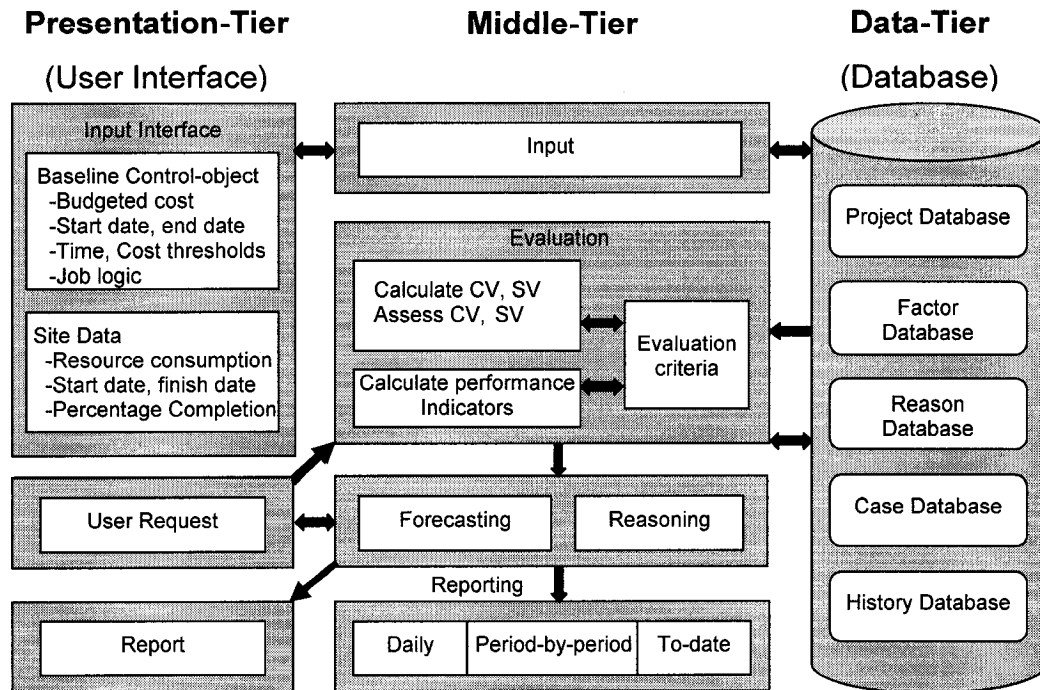 Presentation-Tier
(User Interface)
Input Interface
Baseline Control-object
-Budgeted cost
-Start date, end date
-Time, Cost thresholds
-Job logic
Site Data
-Resource consumption
-Start date, finish date
-Percentage Completion
User Request
Report
Middle-Tier
Input
Evaluation
Calculate CV, SV
Assess CV, SV
Evaluation
criteria
Calculate performance
Indicators
Forecasting
Reasoning
Reporting
Daily
Period-by-period
To-date
Data-Tier
(Database)
Project Database
Factor
Database
Reason
Database
Case Database
History Database